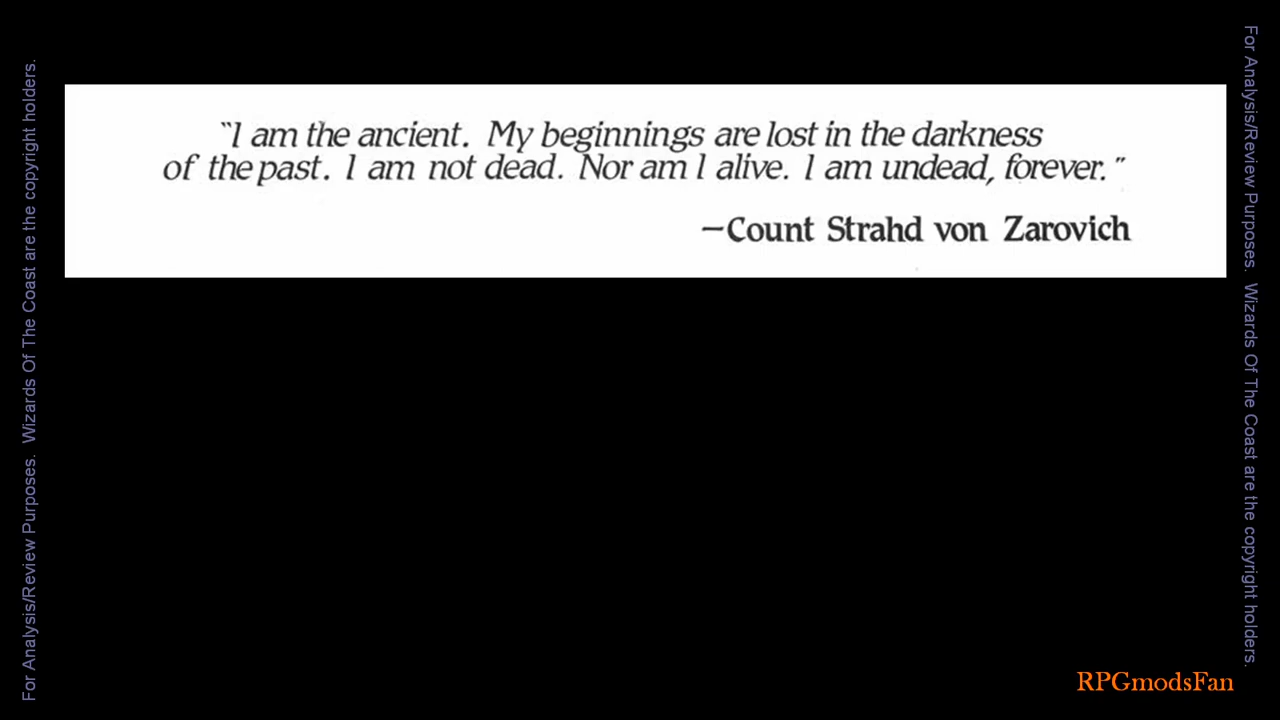 "I am the ancient. My beginnings are lost in the darkness
of the past. I am not dead. Nor am I alive. I am undead, forever."
—Count Strahd von Zarovich
For Analysis/Review Purposes. Wizards Of The Coast are the copyright holders.
For Analysis/Review Purposes. Wizards Of The Coast are the copyright holders.
RPGmodsFan